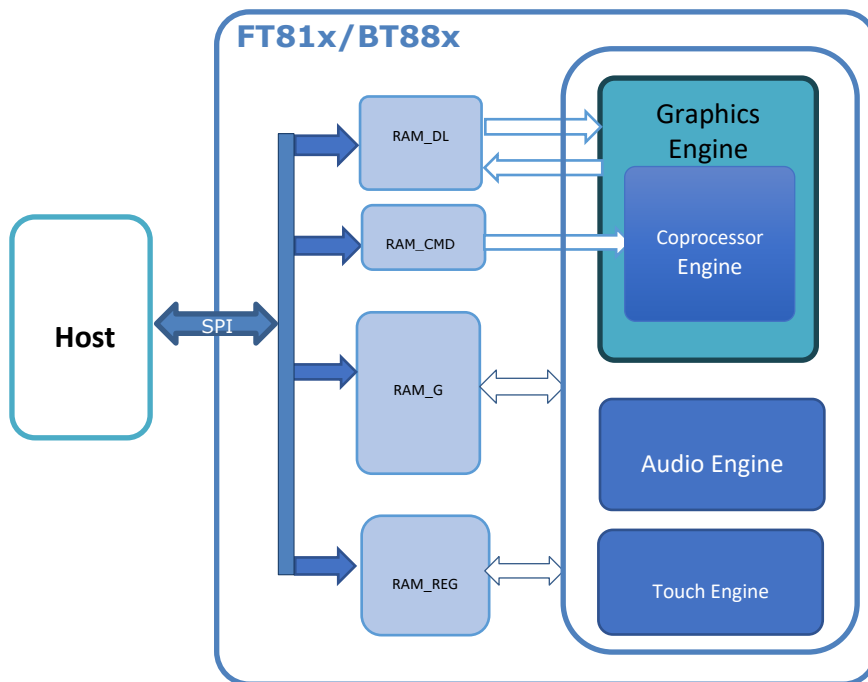 FT81x/BT88x
RAM_DL
Graphics
Engine
RAM_CMD
Coprocessor
Engine
Host
SPI
RAM_G
Audio Engine
RAM_REG
Touch Engine